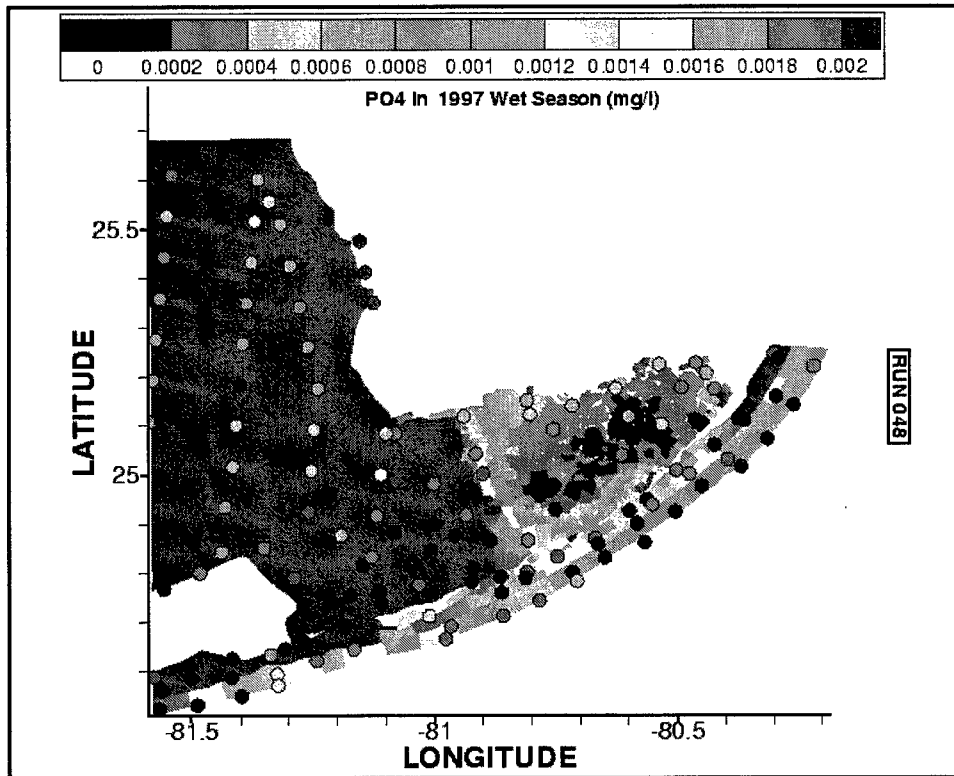 0 0.0002 0.0004 0.0006 0.0008 0.001 0.0012 0.0014 0.0016 0.0018 0.002
PO4 in 1997 Wet Season (mg/l)
25.5
LATITUDE
RUN 048
25
-81.5 -81 -80.5
LONGITUDE